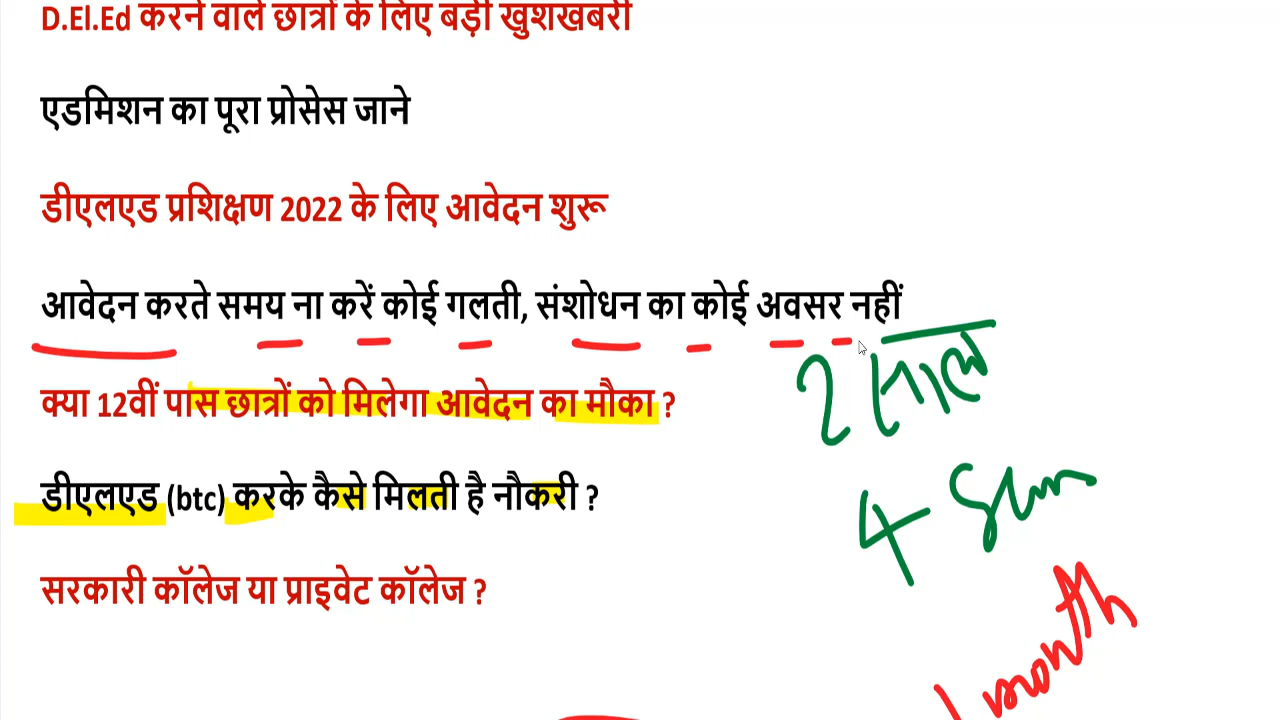 D.El.Ed करने वाले छात्रों के लिए बड़ी खुशखबरी
एडमिशन का पूरा प्रोसेस जाने
डीएलएड प्रशिक्षण 2022 के लिए आवेदन शुरू
आवेदन करते समय ना करें कोई गलती, संशोधन का कोई अवसर नहीं
2 साल
क्या 12वीं पास छात्रों को मिलेगा आवेदन का मौका ?
डीएलएड (btc) करके कैसे मिलती है नौकरी ?
4 sem
सरकारी कॉलेज या प्राइवेट कॉलेज ?
month